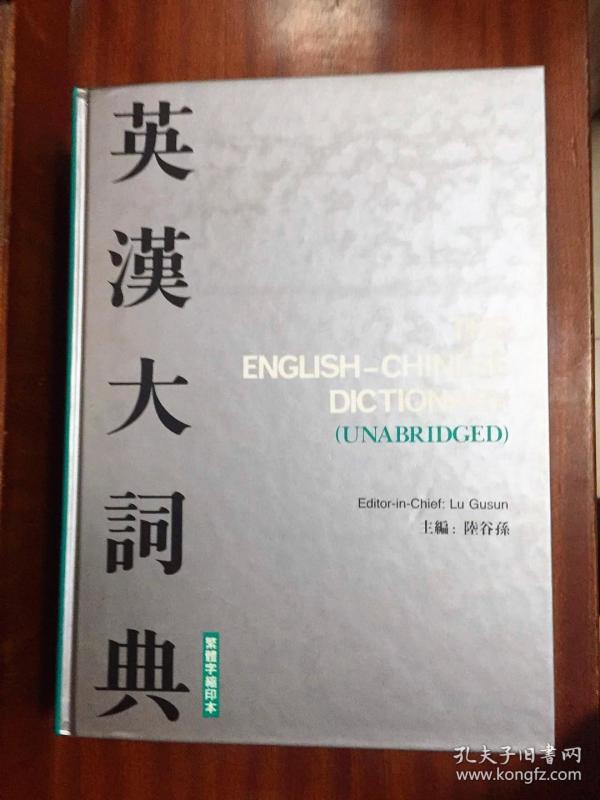 英漢大詞典
繁體字縮印本
THE
ENGLISH-CHINESE
DICTIONARY
(UNABRIDGED)
Editor-in-Chief: Lu Gusun
主編: 陸谷孫
孔夫子旧书网
www.kongfz.com